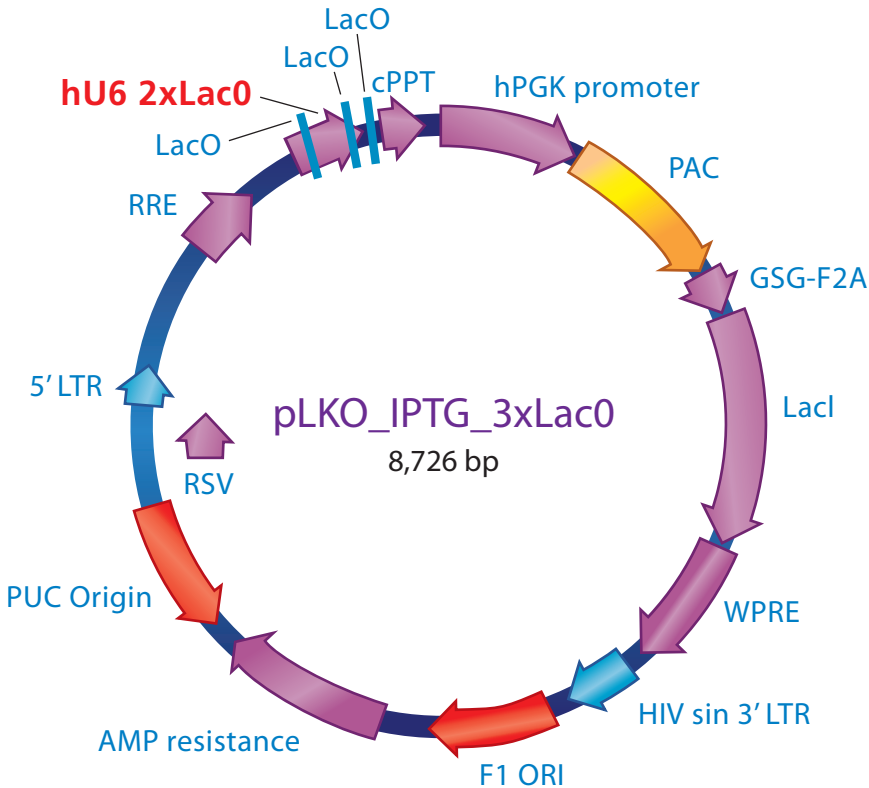 LacO
LacO
cPPT
hPGK promoter
hU6 2xLac0
LacO
PAC
RRE
GSG-F2A
5’ LTR
LacI
pLKO_IPTG_3xLac0
8,726 bp
RSV
PUC Origin
WPRE
HIV sin 3’ LTR
AMP resistance
F1 ORI